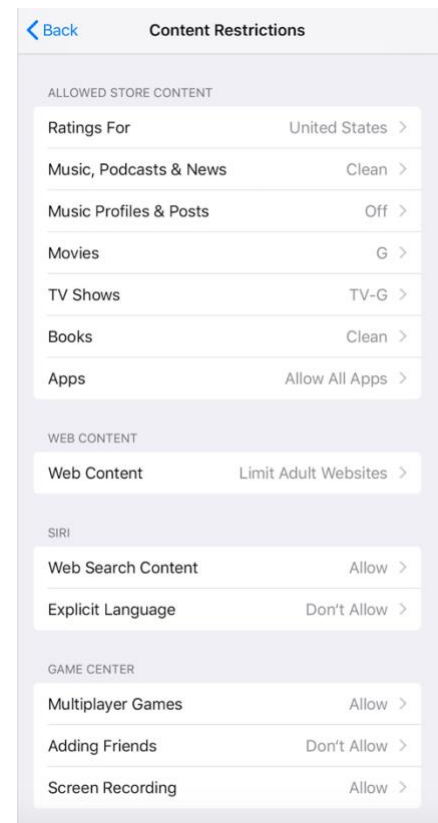 Back Content Restrictions
ALLOWED STORE CONTENT
Ratings For United States
Music, Podcasts & News Clean
Music Profiles & Posts Off
Movies G
TV Shows TV-G
Books Clean
Apps Allow All Apps
WEB CONTENT
Web Content Limit Adult Websites
SIRI
Web Search Content Allow
Explicit Language Don't Allow
GAME CENTER
Multiplayer Games Allow
Adding Friends Don't Allow
Screen Recording Allow